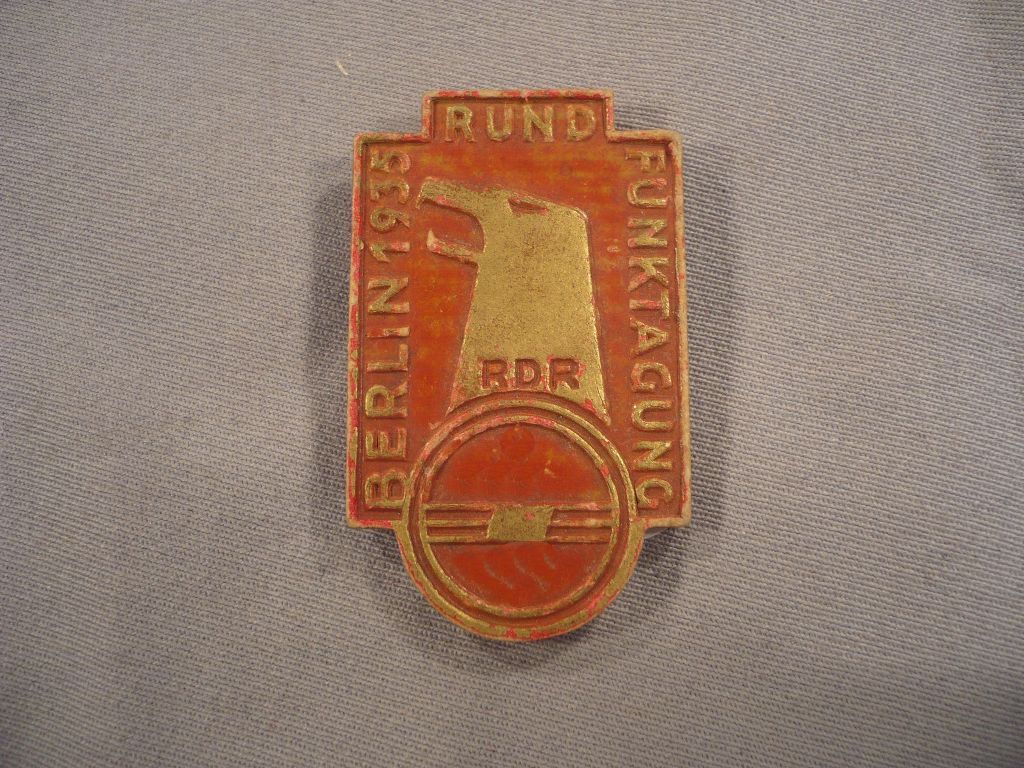 BERLIN 1935
RUND
FUNKTAGUNG
RDR